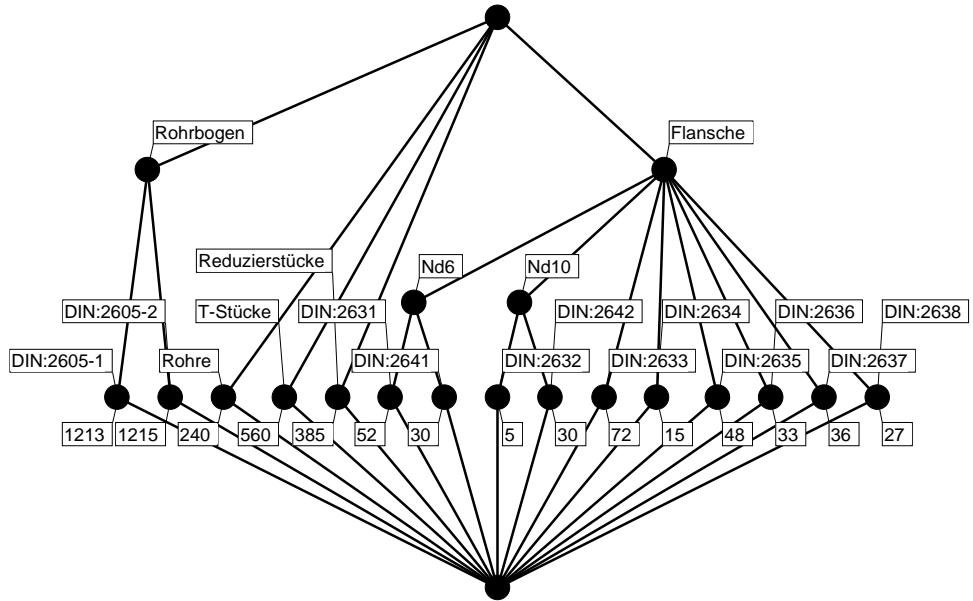 Rohrbogen
Flansche
Reduzierstücke
Nd6
Nd10
DIN:2605-2
T-Stücke
DIN:2631
DIN:2642
DIN:2634
DIN:2636
DIN:2638
DIN:2605-1
Rohre
DIN:2641
DIN:2632
DIN:2633
DIN:2635
DIN:2637
1213
1215
240
560
385
52
30
5
30
72
15
48
33
36
27